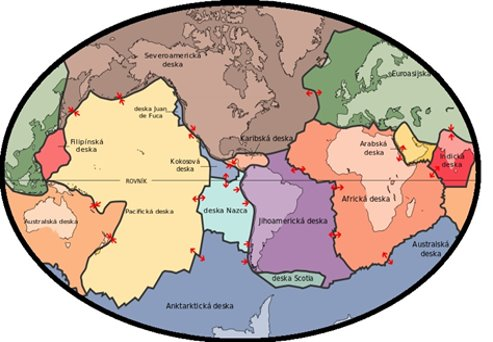 Severoamerická
deska
Euroasijská
deska Juan
de Fuca
Karibská deska
Filipínská
deska
Arabská
deska
Indická
deska
Kokosová
deska
ROVNÍK
Pacifická deska
deska Nazca
Africká deska
Australská deska
Jihoamerická deska
Australská
deska
deska Scotia
Anktarktická deska